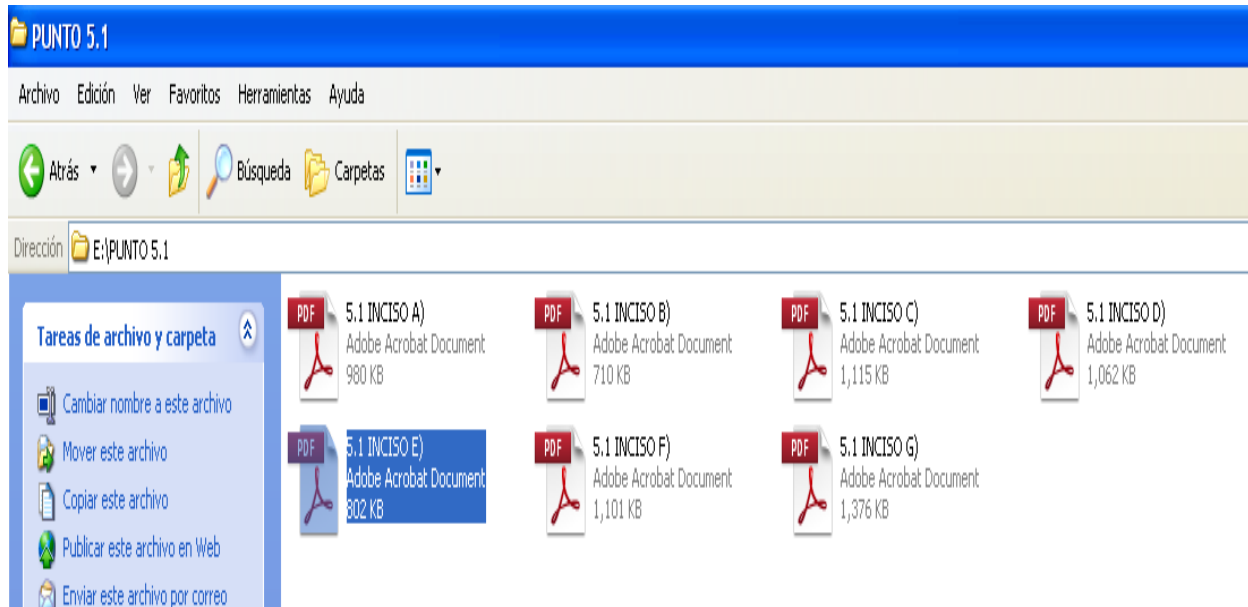 PUNTO 5.1
Archivo Edición Ver Favoritos Herramientas Ayuda
Atrás Búsqueda Carpetas
Dirección E:\PUNTO 5.1
Tareas de archivo y carpeta
Cambiar nombre a este archivo
Mover este archivo
Copiar este archivo
Publicar este archivo en Web
Enviar este archivo por correo
PDF
5.1 INCISO A)
Adobe Acrobat Document
980 KB
PDF
5.1 INCISO B)
Adobe Acrobat Document
710 KB
PDF
5.1 INCISO C)
Adobe Acrobat Document
1,115 KB
PDF
5.1 INCISO D)
Adobe Acrobat Document
1,062 KB
PDF
5.1 INCISO E)
Adobe Acrobat Document
802 KB
PDF
5.1 INCISO F)
Adobe Acrobat Document
1,101 KB
PDF
5.1 INCISO G)
Adobe Acrobat Document
1,376 KB